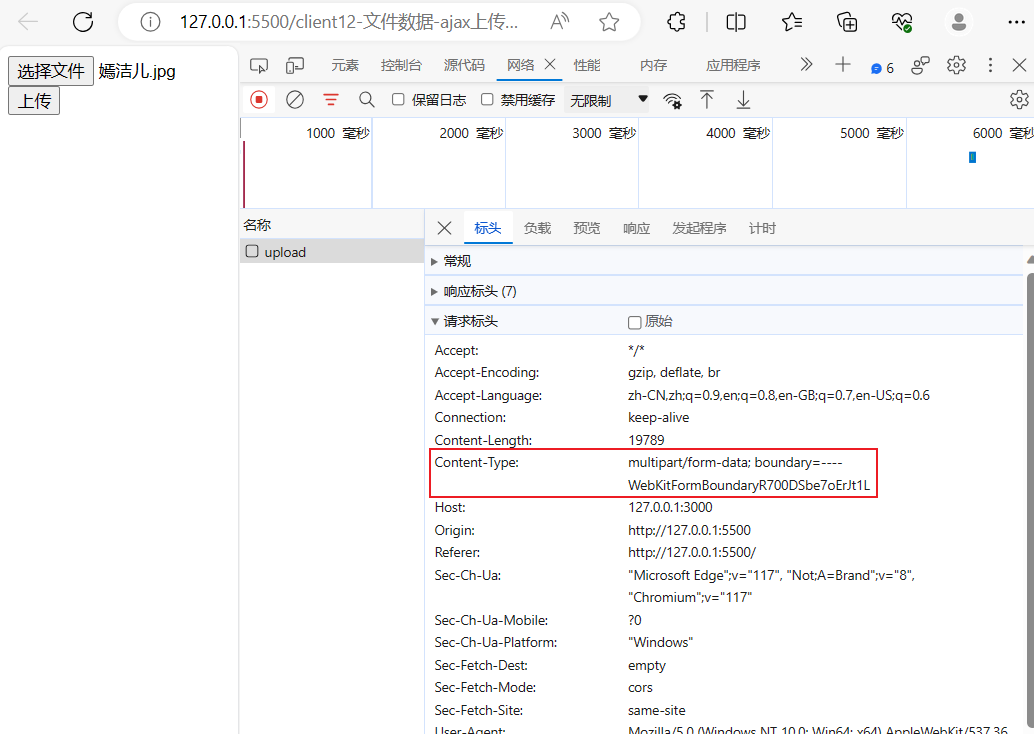 127.0.0.1:5500/client12-文件数据-ajax上传...
选择文件 嫣洁儿.jpg
上传
元素 控制台 源代码 网络 性能 内存 应用程序 6
保留日志 禁用缓存 无限制
1000 毫秒 2000 毫秒 3000 毫秒 4000 毫秒 5000 毫秒 6000 毫秒
名称
upload
标头 负载 预览 响应 发起程序 计时
常规
响应标头 (7)
请求标头 原始
Accept: */*
Accept-Encoding: gzip, deflate, br
Accept-Language: zh-CN,zh;q=0.9,en;q=0.8,en-GB;q=0.7,en-US;q=0.6
Connection: keep-alive
Content-Length: 19789
Content-Type: multipart/form-data; boundary=----
WebKitFormBoundaryR700DSbe7oErJt1L
Host: 127.0.0.1:3000
Origin: http://127.0.0.1:5500
Referer: http://127.0.0.1:5500/
Sec-Ch-Ua: "Microsoft Edge";v="117", "Not;A=Brand";v="8",
"Chromium";v="117"
Sec-Ch-Ua-Mobile: ?0
Sec-Ch-Ua-Platform: "Windows"
Sec-Fetch-Dest: empty
Sec-Fetch-Mode: cors
Sec-Fetch-Site: same-site
User-Agent: Mozilla/5.0 (Windows NT 10.0; Win64; x64) AppleWebKit/537.36